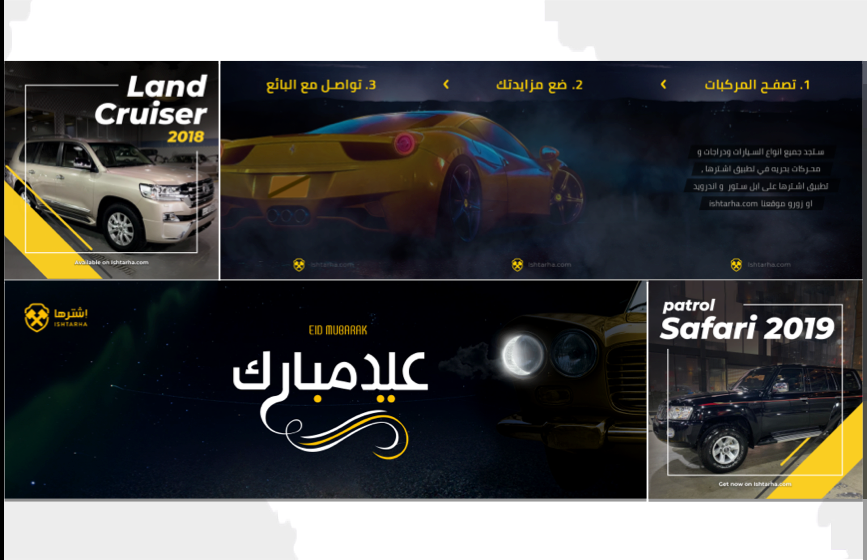 Land
Cruiser
2018
Available on Ishtarha.com
1. تصفح المركبات
2. ضع مزايدتك
3. تواصل مع البائع
ستجد جميع انواع السيارات ودراجات و
محركات بحريه في تطبيق اشترها ,
تطبيق اشترها على ابل ستور و اندرويد
او زورو موقعنا ishtarha.com
ishtarha.com
ishtarha.com
ishtarha.com
اشترها
ISHTARHA
EID MUBARAK
عيد مبارك
patrol
Safari 2019
Get now on Ishtarha.com